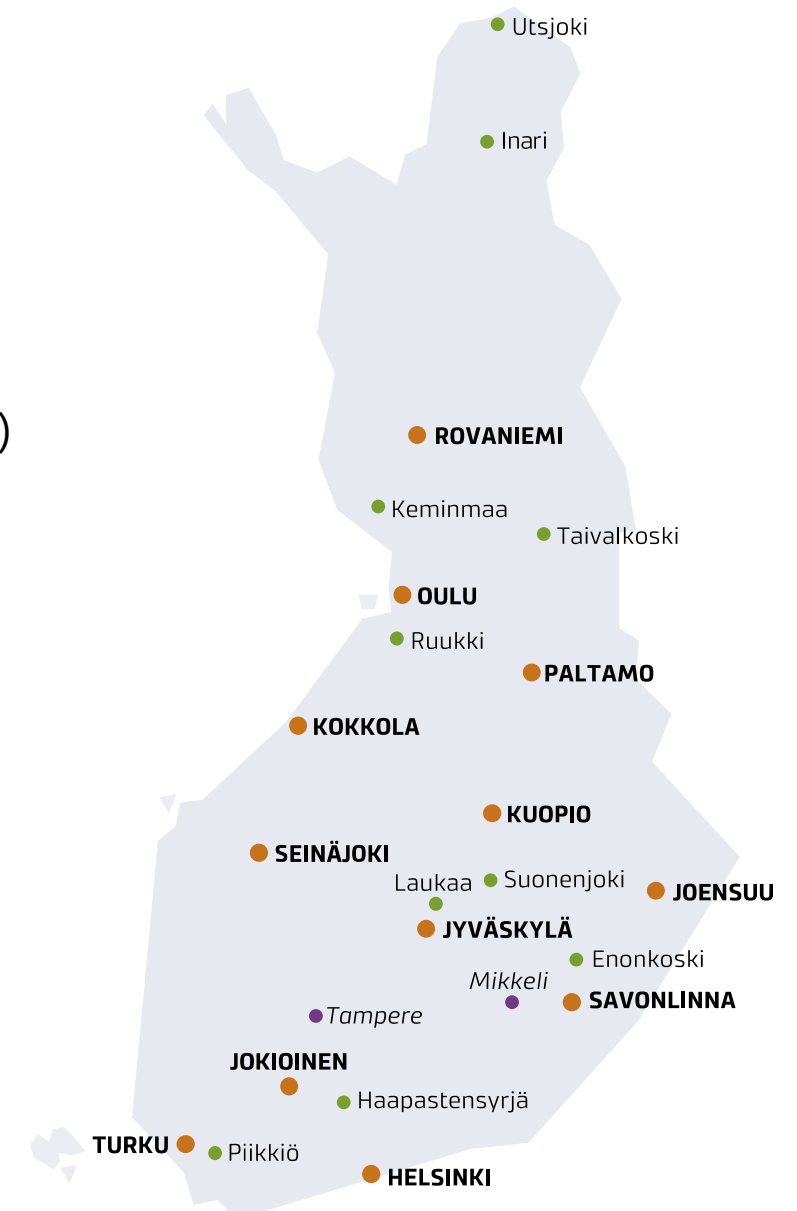 Utsjoki
Inari
)
ROVANIEMI
Keminmaa
Taivalkoski
OULU
Ruukki
PALTAMO
KOKKOLA
KUOPIO
SEINÄJOKI
Laukaa
Suonenjoki
JOENSUU
JYVÄSKYLÄ
Enonkoski
Mikkeli
SAVONLINNA
Tampere
JOKIOINEN
Haapastensyrjä
TURKU
Piikkiö
HELSINKI